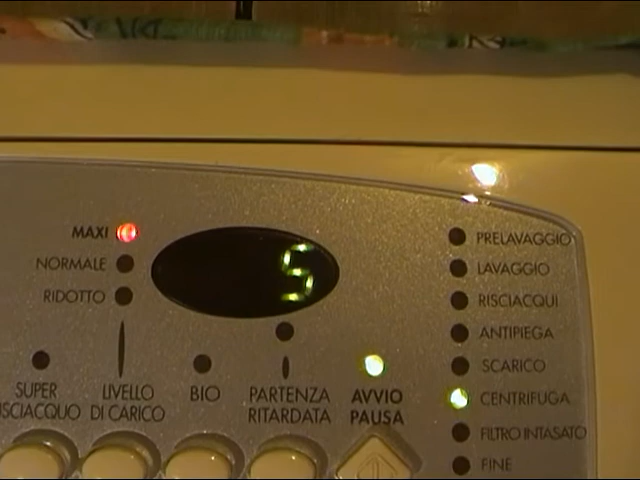 MAXI
NORMALE
RIDOTTO
5
SUPER
LIVELLO
DI CARICO
BIO
PARTENZA
RITARDATA
AVVIO
PAUSA
PRELAVAGGIO
LAVAGGIO
RISCIACQUI
ANTIPIEGA
SCARICO
CENTRIFUGA
FILTRO INTASATO
FINE